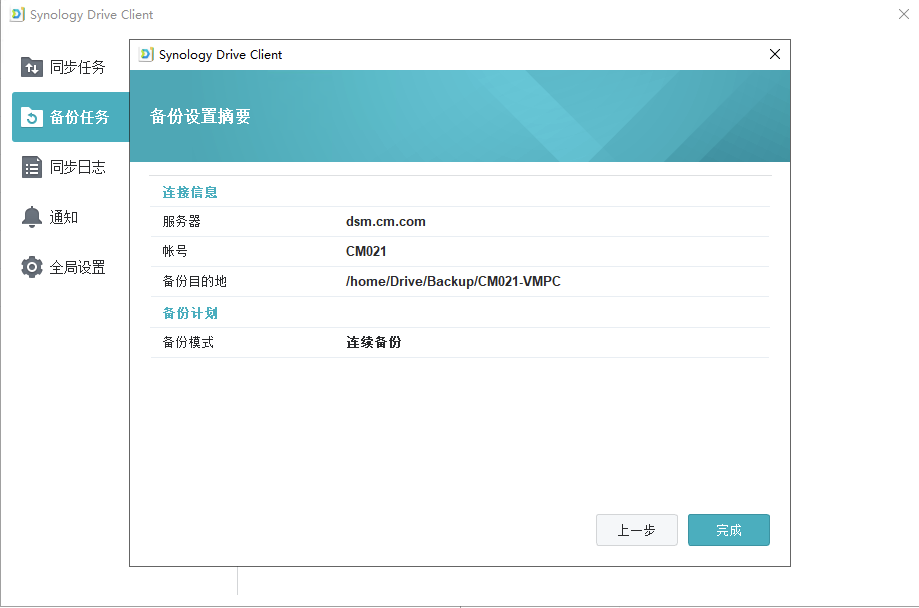 Synology Drive Client
同步任务
备份任务
同步日志
通知
全局设置
Synology Drive Client
备份设置摘要
连接信息
服务器 dsm.cm.com
帐号 CM021
备份目的地 /home/Drive/Backup/CM021-VMPC
备份计划
备份模式 连续备份
上一步 完成